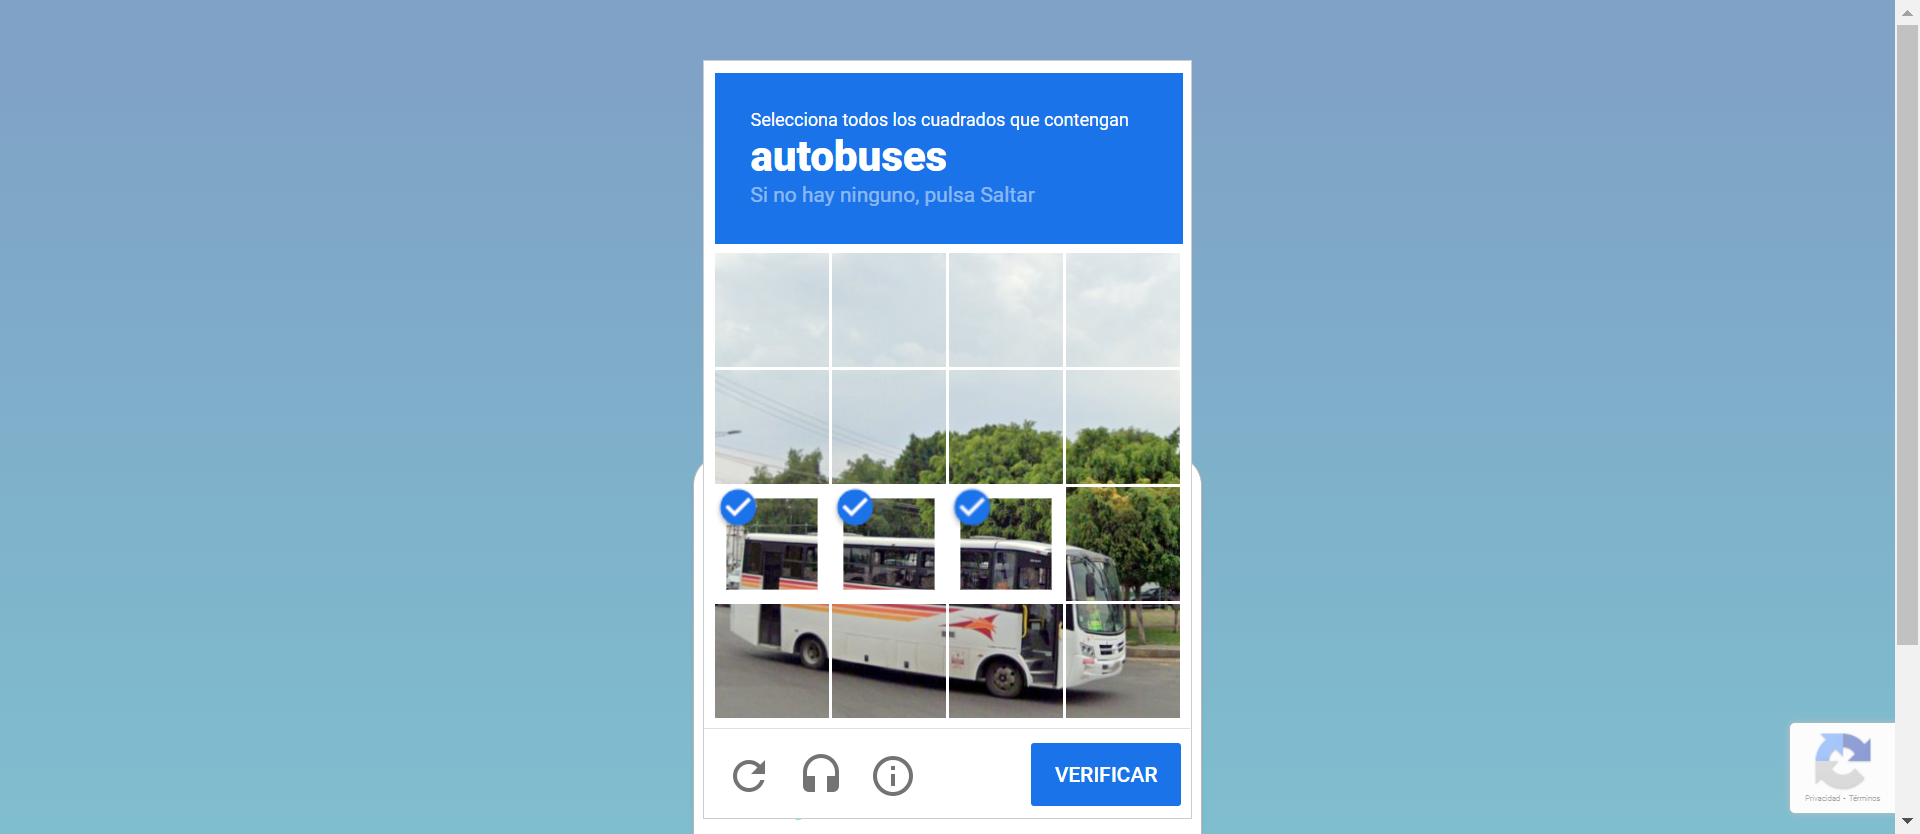 Selecciona todos los cuadrados que contengan
autobuses
Si no hay ninguno, pulsa Saltar
VERIFICAR
Privacidad - Términos